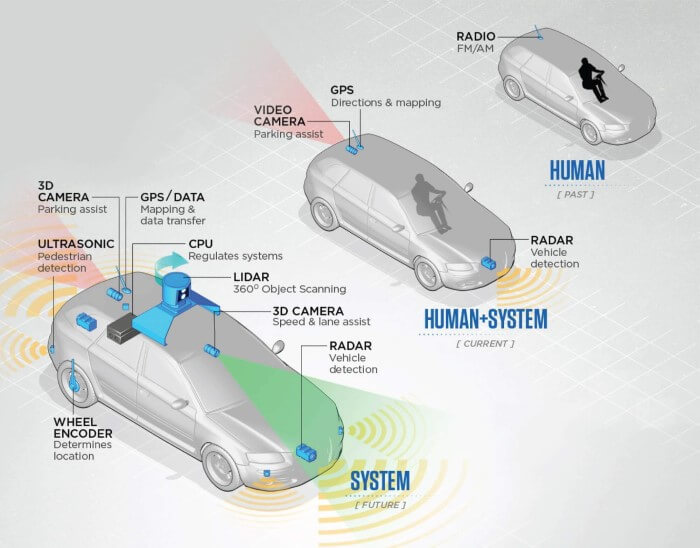 RADIO
FM/AM
HUMAN
[ PAST ]
GPS
Directions & mapping
VIDEO
CAMERA
Parking assist
RADAR
Vehicle
detection
HUMAN+SYSTEM
[ CURRENT ]
3D
CAMERA
Parking assist
GPS/DATA
Mapping &
data transfer
ULTRASONIC
Pedestrian
detection
CPU
Regulates systems
LIDAR
360° Object Scanning
3D CAMERA
Speed & lane assist
RADAR
Vehicle
detection
WHEEL
ENCODER
Determines
location
SYSTEM
[ FUTURE ]